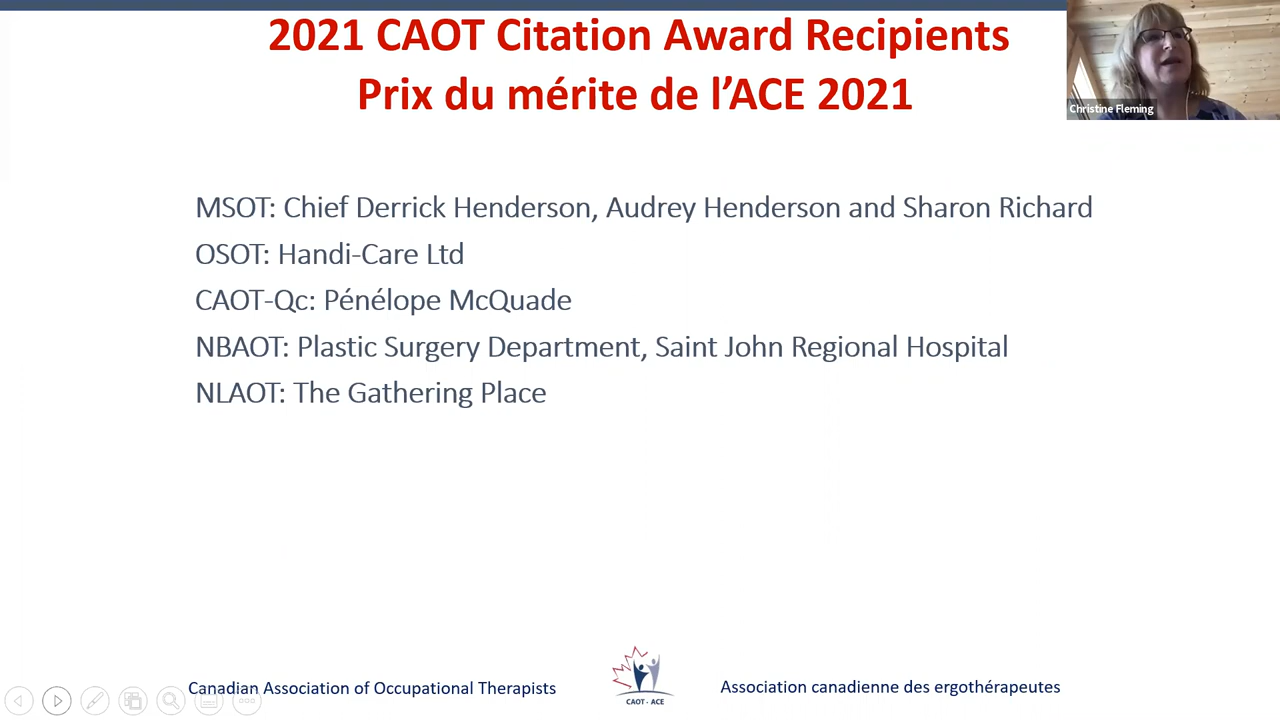 2021 CAOT Citation Award Recipients
Prix du mérite de l’ACE 2021
Christine Fleming
MSOT: Chief Derrick Henderson, Audrey Henderson and Sharon Richard
OSOT: Handi-Care Ltd
CAOT-Qc: Pénélope McQuade
NBAOT: Plastic Surgery Department, Saint John Regional Hospital
NLAOT: The Gathering Place
Canadian Association of Occupational Therapists
CAOT - ACE
Association canadienne des ergothérapeutes